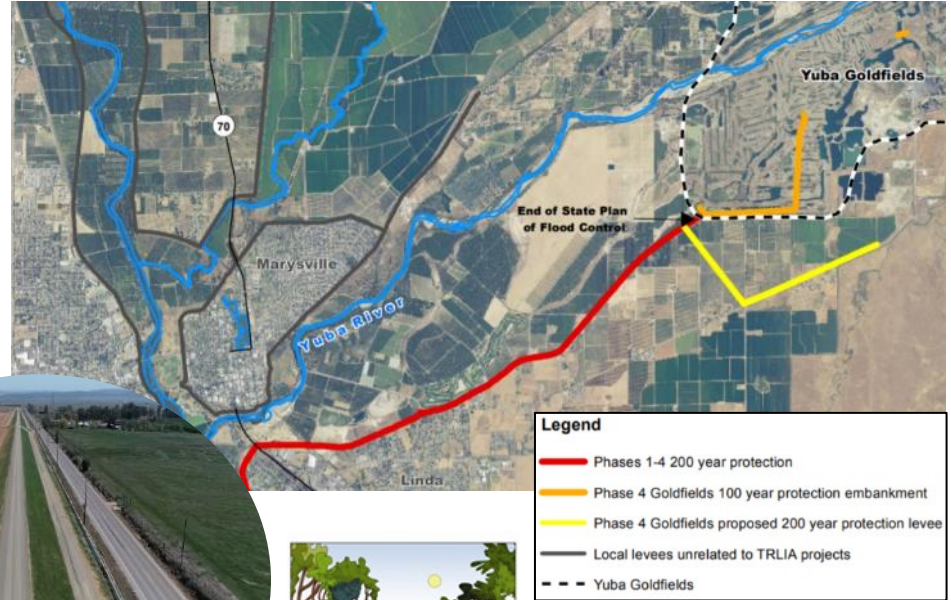 Yuba Goldfields
70
End of State Plan
of Flood Control
Marysville
Yuba River
Linda
Legend
Phases 1-4 200 year protection
Phase 4 Goldfields 100 year protection embankment
Phase 4 Goldfields proposed 200 year protection levee
Local levees unrelated to TRLIA projects
Yuba Goldfields